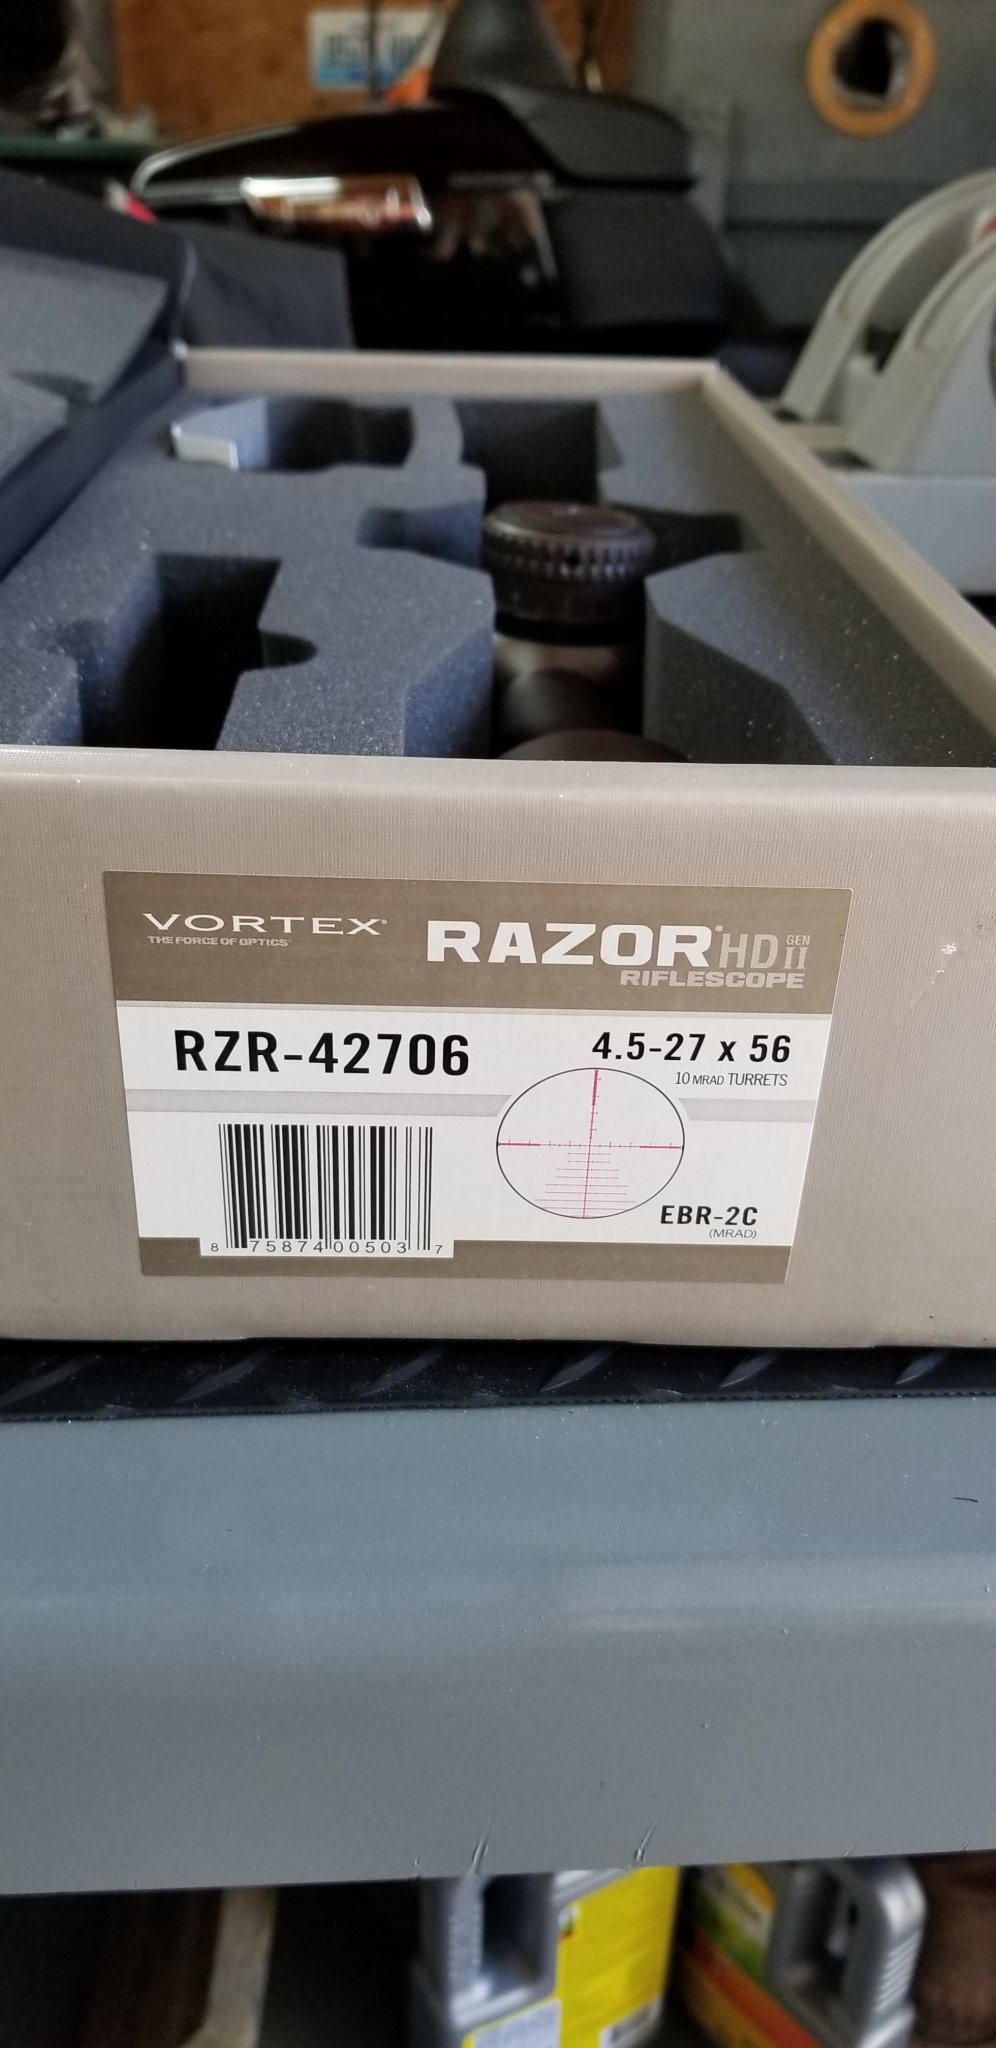 VORTEX®
THE FORCE OF OPTICS®
RAZOR® HD GEN II
RIFLESCOPE
RZR-42706
4.5-27 x 56
10 MRAD TURRETS
EBR-2C
(MRAD)
8 75874 00503 7